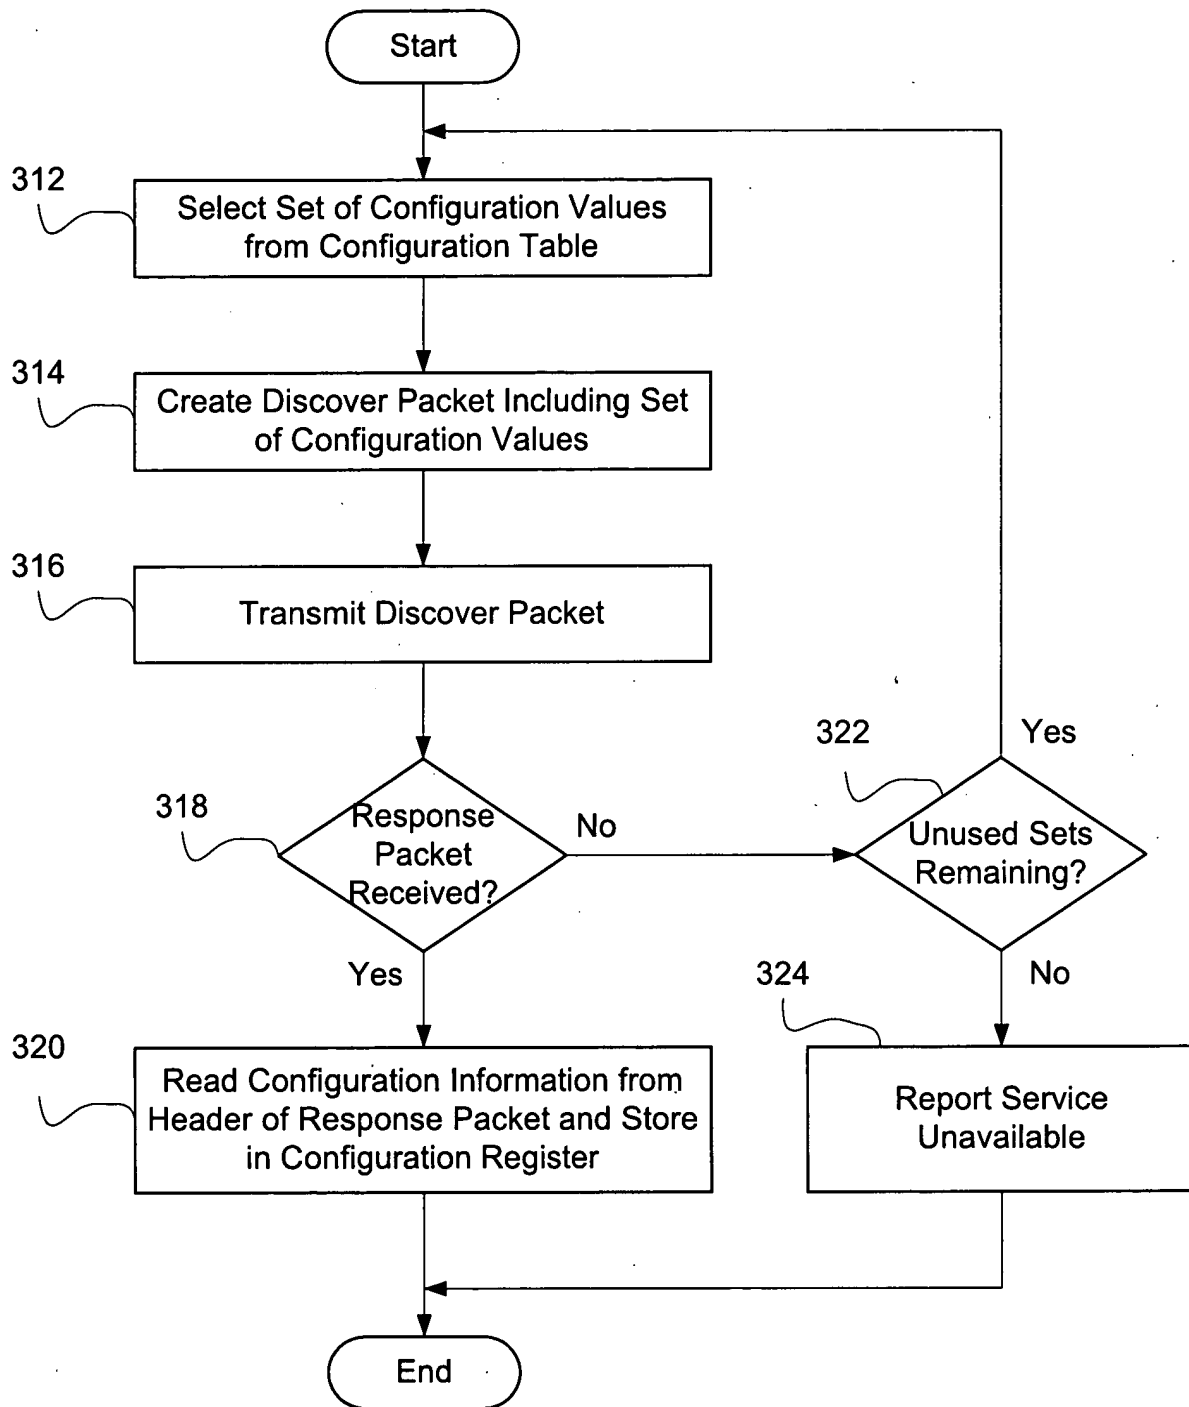 Start
312
Select Set of Configuration Values
from Configuration Table
314
Create Discover Packet Including Set
of Configuration Values
316
Transmit Discover Packet
322
Yes
318
Response
Packet
Received?
No
Unused Sets
Remaining?
Yes
324
No
320
Read Configuration Information from
Header of Response Packet and Store
in Configuration Register
Report Service
Unavailable
End